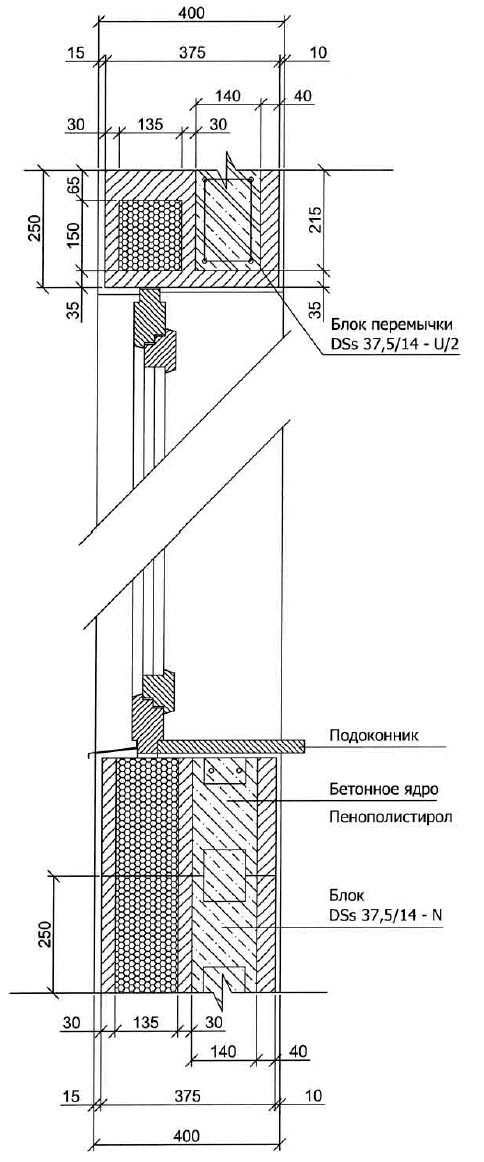 400
15 375 10
140 40
30 135 30
65
250 150 215
35 35
Блок перемычки
DSs 37,5/14 - U/2
Подоконник
Бетонное ядро
Пенополистирол
Блок
DSs 37,5/14 - N
250
30 135 30
140 40
15 375 10
400